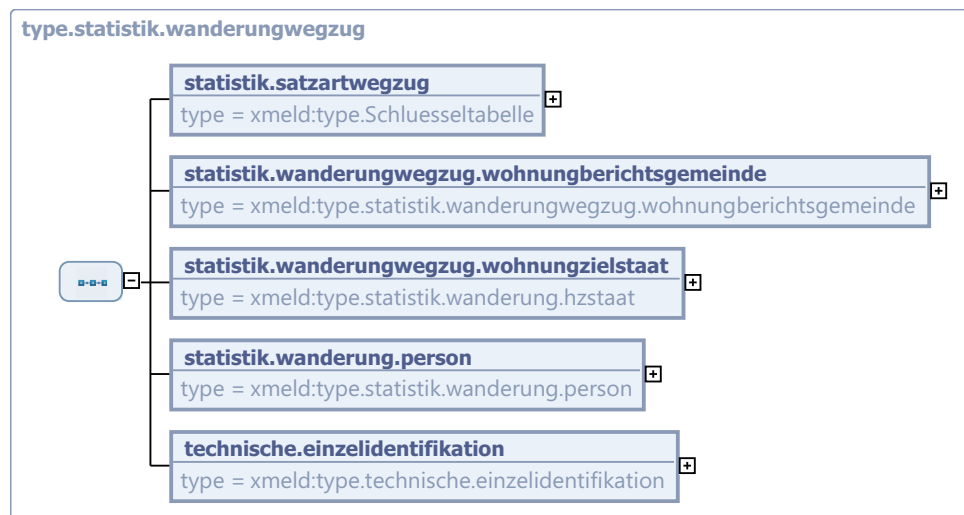 type.statistik.wanderungwegzug
statistik.satzartwegzug
type = xmeld:type.Schluesseltabelle
statistik.wanderungwegzug.wohnungberichtsgemeinde
type = xmeld:type.statistik.wanderungwegzug.wohnungberichtsgemeinde
statistik.wanderungwegzug.wohnungzielstaat
type = xmeld:type.statistik.wanderung.hzstaat
statistik.wanderung.person
type = xmeld:type.statistik.wanderung.person
technische.einzelidentifikation
type = xmeld:type.technische.einzelidentifikation